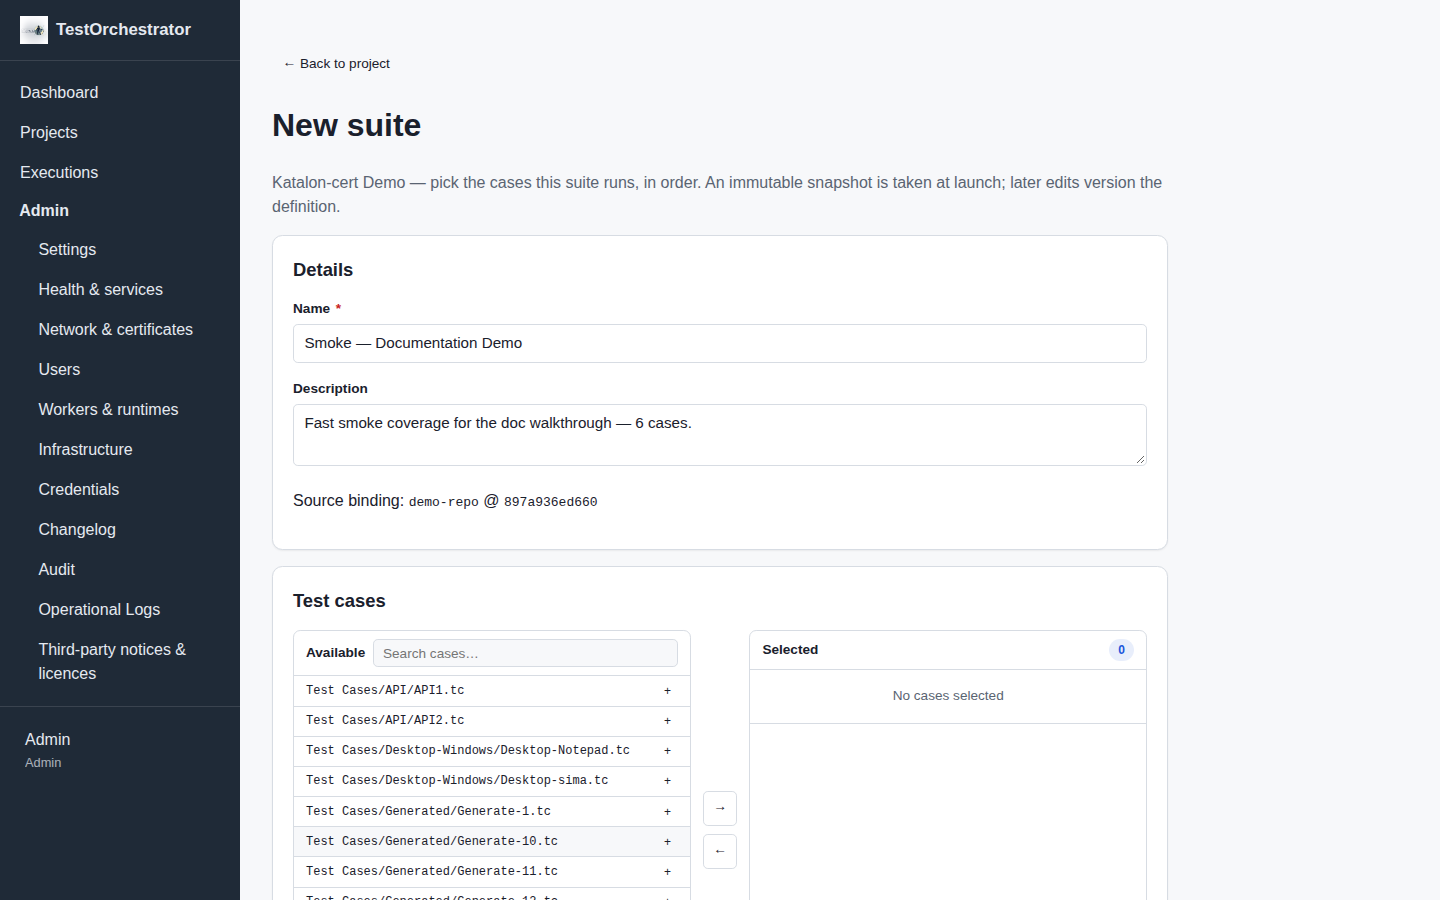 TestOrchestrator
Dashboard
Projects
Executions
Admin
Settings
Health & services
Network & certificates
Users
Workers & runtimes
Infrastructure
Credentials
Changelog
Audit
Operational Logs
Third-party notices &
licences
Admin
Admin
← Back to project
New suite
Katalon-cert Demo — pick the cases this suite runs, in order. An immutable snapshot is taken at launch; later edits version the
definition.
Details
Name *
Smoke — Documentation Demo
Description
Fast smoke coverage for the doc walkthrough — 6 cases.
Source binding: demo-repo @ 897a936ed660
Test cases
Available Search cases…
Test Cases/API/API1.tc +
Test Cases/API/API2.tc +
Test Cases/Desktop-Windows/Desktop-Notepad.tc +
Test Cases/Desktop-Windows/Desktop-sima.tc +
Test Cases/Generated/Generate-1.tc +
Test Cases/Generated/Generate-10.tc +
Test Cases/Generated/Generate-11.tc +
Test Cases/Generated/Generate-12.tc
→
←
Selected 0
No cases selected